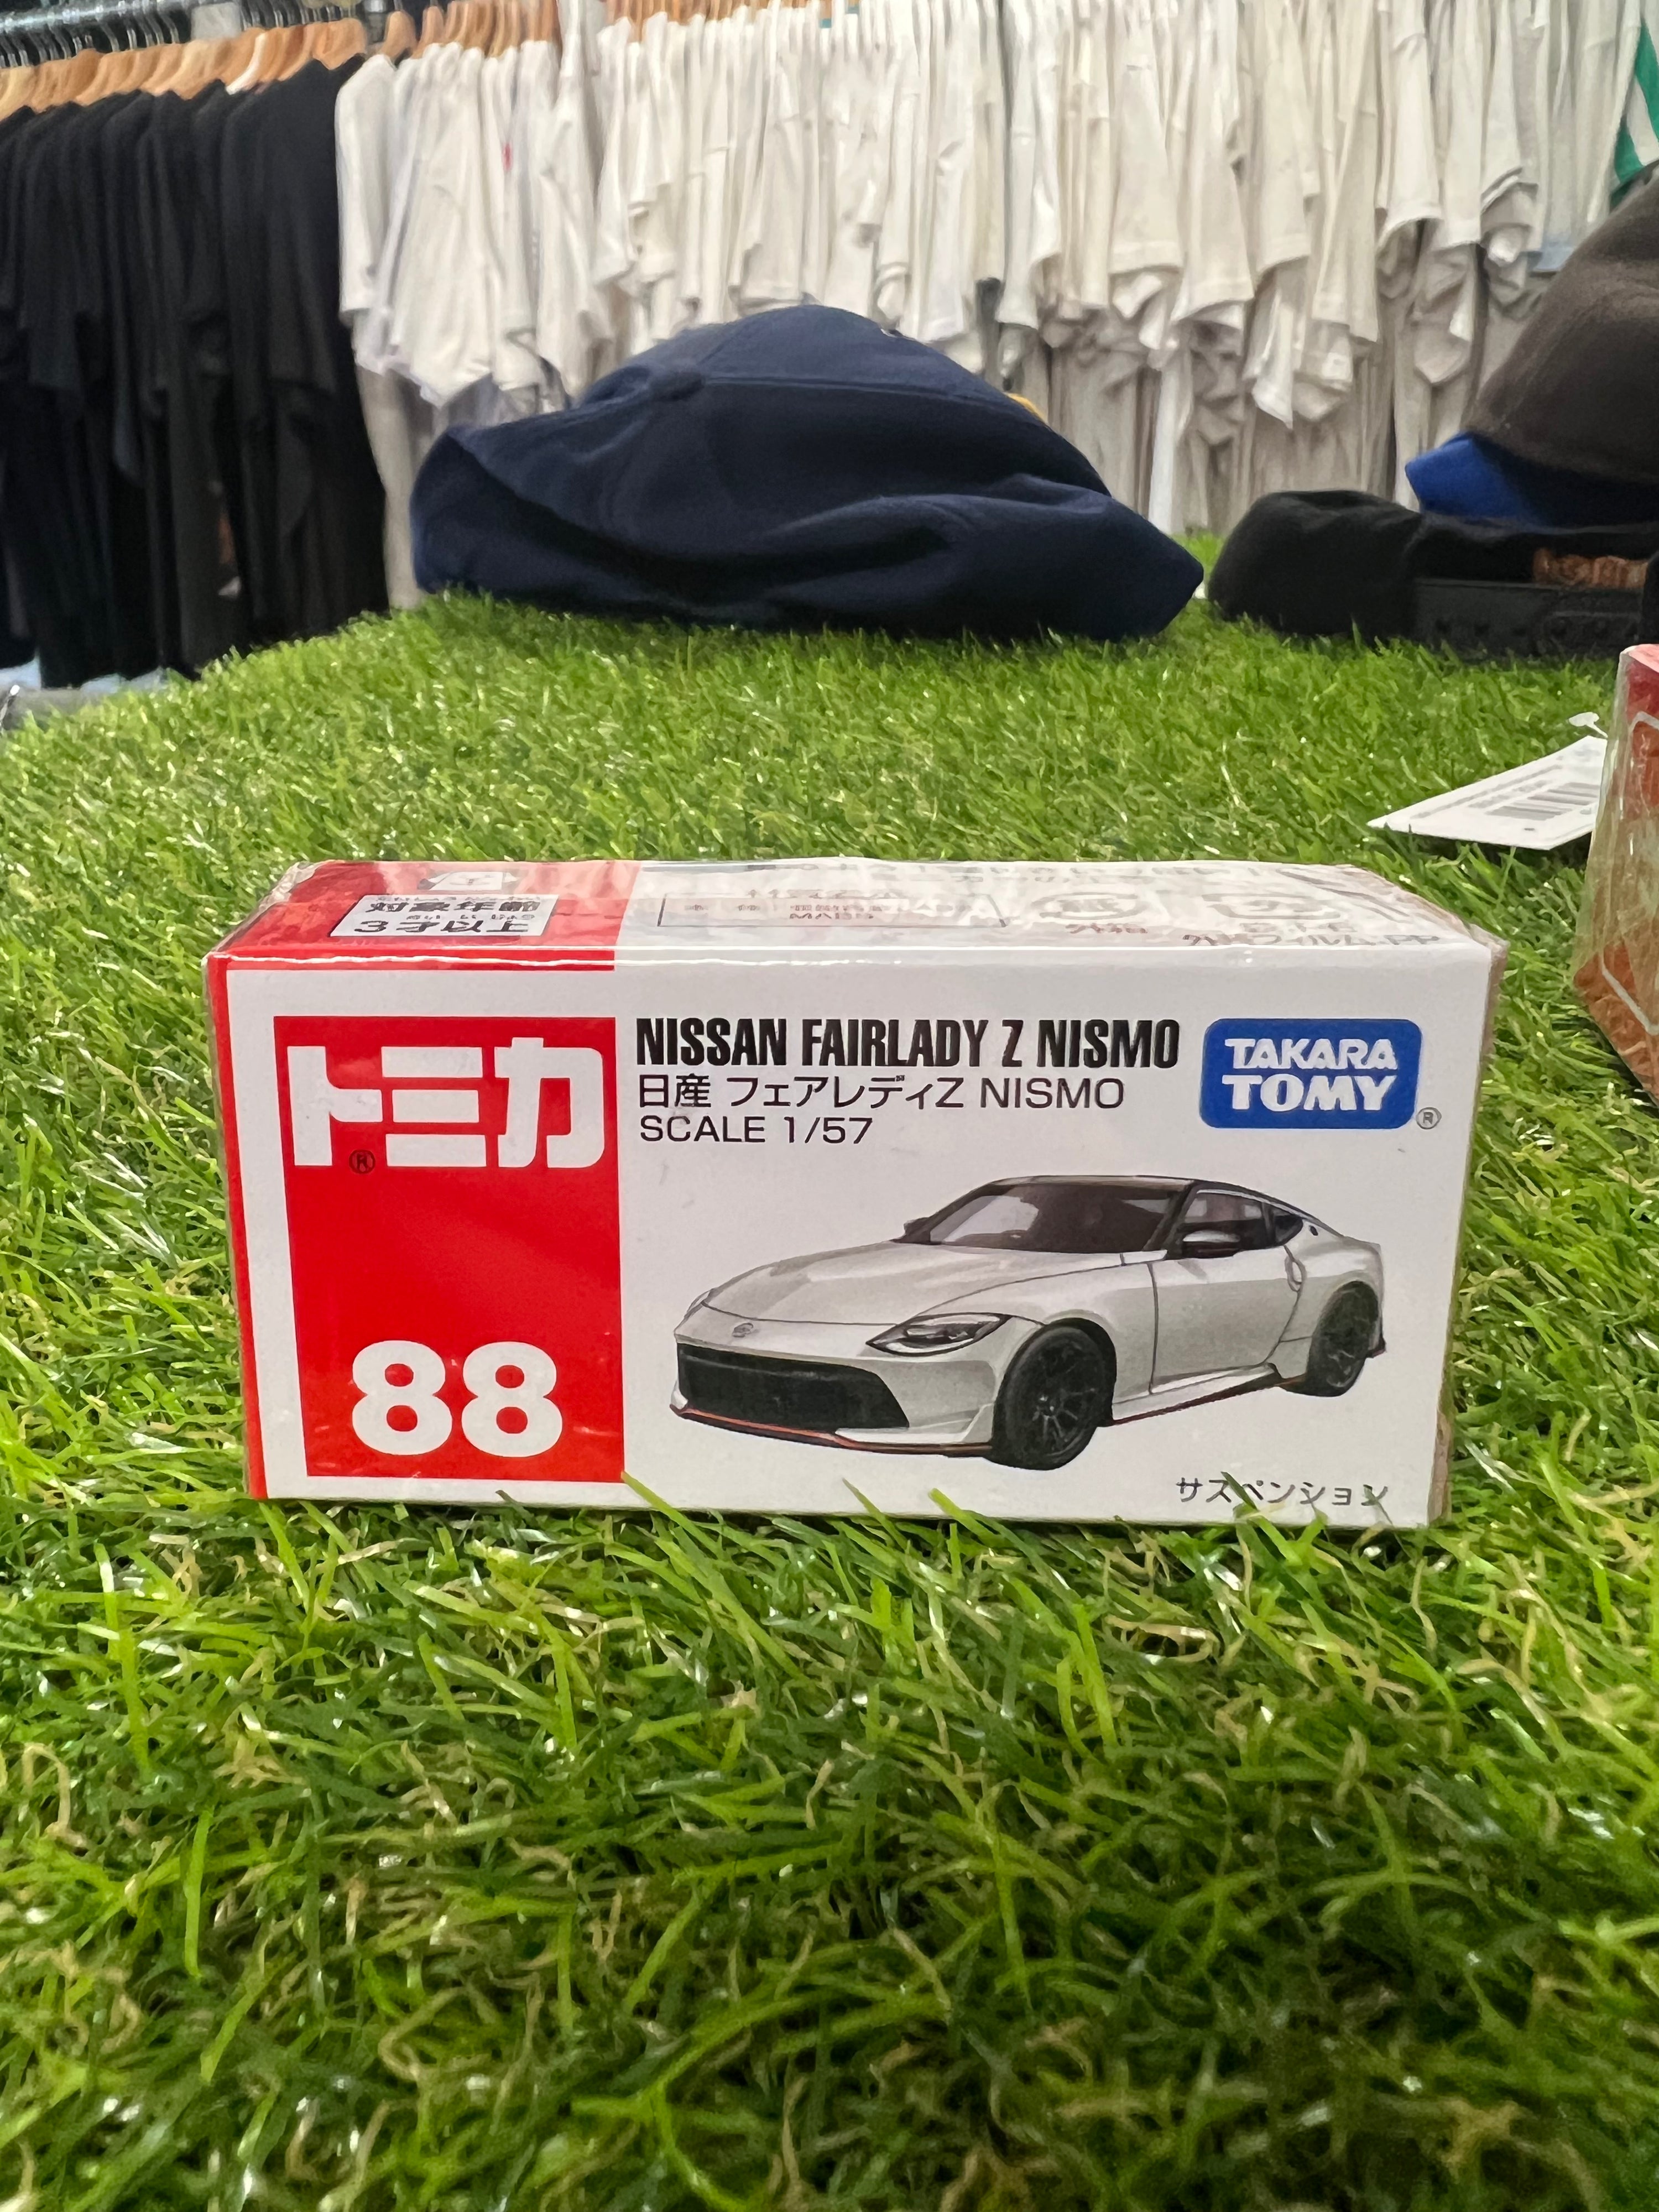 対象年齢
3才以上
トミカ
®
88
NISSAN FAIRLADY Z NISMO
日産 フェアレディZ NISMO
SCALE 1/57
TAKARA
TOMY
®
サスペンション